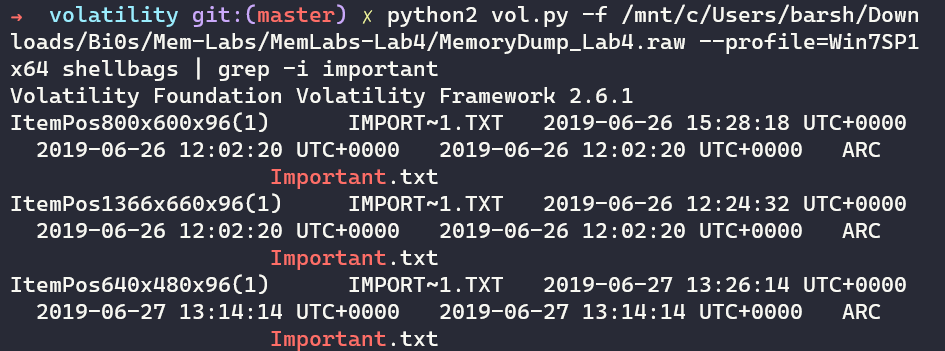 → volatility git:(master) ✗ python2 vol.py -f /mnt/c/Users/barsh/Down
loads/Bi0s/Mem-Labs/MemLabs-Lab4/MemoryDump_Lab4.raw --profile=Win7SP1
x64 shellbags | grep -i important
Volatility Foundation Volatility Framework 2.6.1
ItemPos800x600x96(1) IMPORT~1.TXT 2019-06-26 15:28:18 UTC+0000
2019-06-26 12:02:20 UTC+0000 2019-06-26 12:02:20 UTC+0000 ARC
Important.txt
ItemPos1366x660x96(1) IMPORT~1.TXT 2019-06-26 12:24:32 UTC+0000
2019-06-26 12:02:20 UTC+0000 2019-06-26 12:02:20 UTC+0000 ARC
Important.txt
ItemPos640x480x96(1) IMPORT~1.TXT 2019-06-27 13:26:14 UTC+0000
2019-06-27 13:14:14 UTC+0000 2019-06-27 13:14:14 UTC+0000 ARC
Important.txt